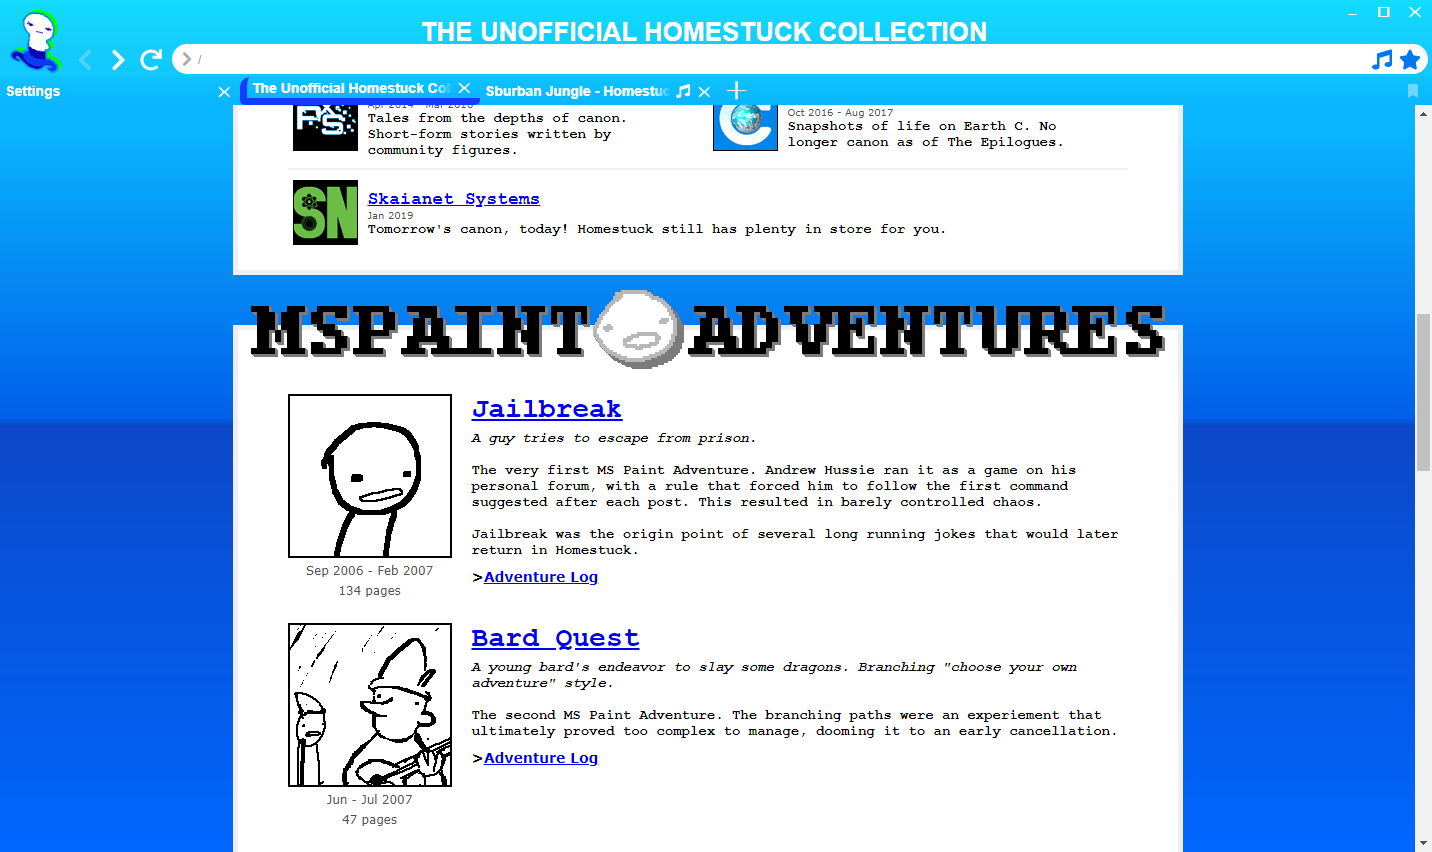 THE UNOFFICIAL HOMESTUCK COLLECTION
/
Settings
The Unofficial Homestuck Col
Sburban Jungle - Homestuc
Apr 2014 - Mar 2016
Tales from the depths of canon.
Short-form stories written by
community figures.
Oct 2016 - Aug 2017
Snapshots of life on Earth C. No
longer canon as of The Epilogues.
SN
Skaianet Systems
Jan 2019
Tomorrow's canon, today! Homestuck still has plenty in store for you.
MSPAINT ADVENTURES
Jailbreak
A guy tries to escape from prison.
The very first MS Paint Adventure. Andrew Hussie ran it as a game on his
personal forum, with a rule that forced him to follow the first command
suggested after each post. This resulted in barely controlled chaos.
Jailbreak was the origin point of several long running jokes that would later
return in Homestuck.
>Adventure Log
Sep 2006 - Feb 2007
134 pages
Bard Quest
A young bard's endeavor to slay some dragons. Branching "choose your own
adventure" style.
The second MS Paint Adventure. The branching paths were an experiement that
ultimately proved too complex to manage, dooming it to an early cancellation.
>Adventure Log
Jun - Jul 2007
47 pages